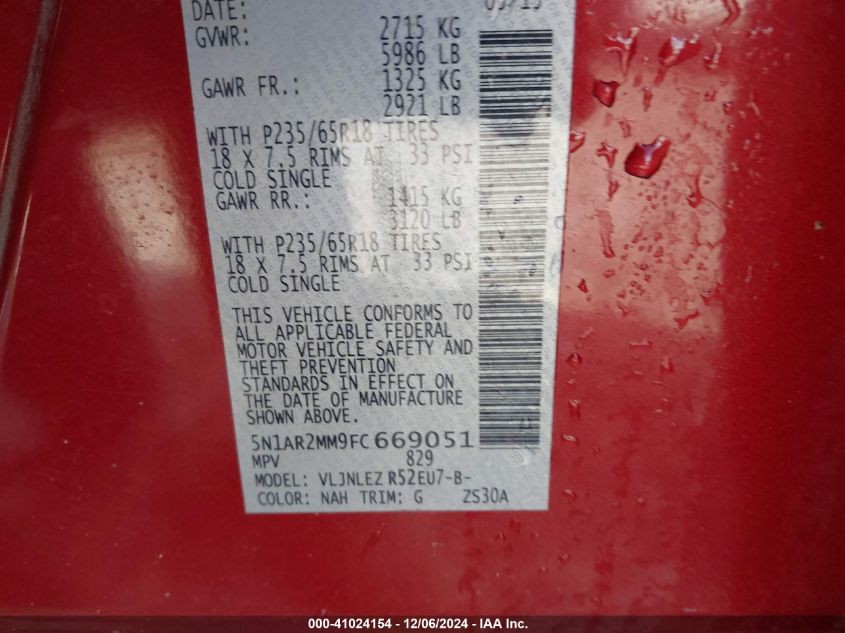 DATE:
GVWR: 2715 KG
5986 LB
GAWR FR.: 1325 KG
2921 LB
WITH P235/65R18 TIRES
18 X 7.5 RIMS AT 33 PSI
COLD SINGLE
GAWR RR.: 1415 KG
3120 LB
WITH P235/65R18 TIRES
18 X 7.5 RIMS AT 33 PSI
COLD SINGLE
THIS VEHICLE CONFORMS TO
ALL APPLICABLE FEDERAL
MOTOR VEHICLE SAFETY AND
THEFT PREVENTION
STANDARDS IN EFFECT ON
THE DATE OF MANUFACTURE
SHOWN ABOVE.
5N1AR2MM9FC669051
MPV 829
MODEL: VLJNLEZ R52EU7-B-
COLOR: NAH TRIM: G ZS30A
000-41024154 - 12/06/2024 - IAA Inc.